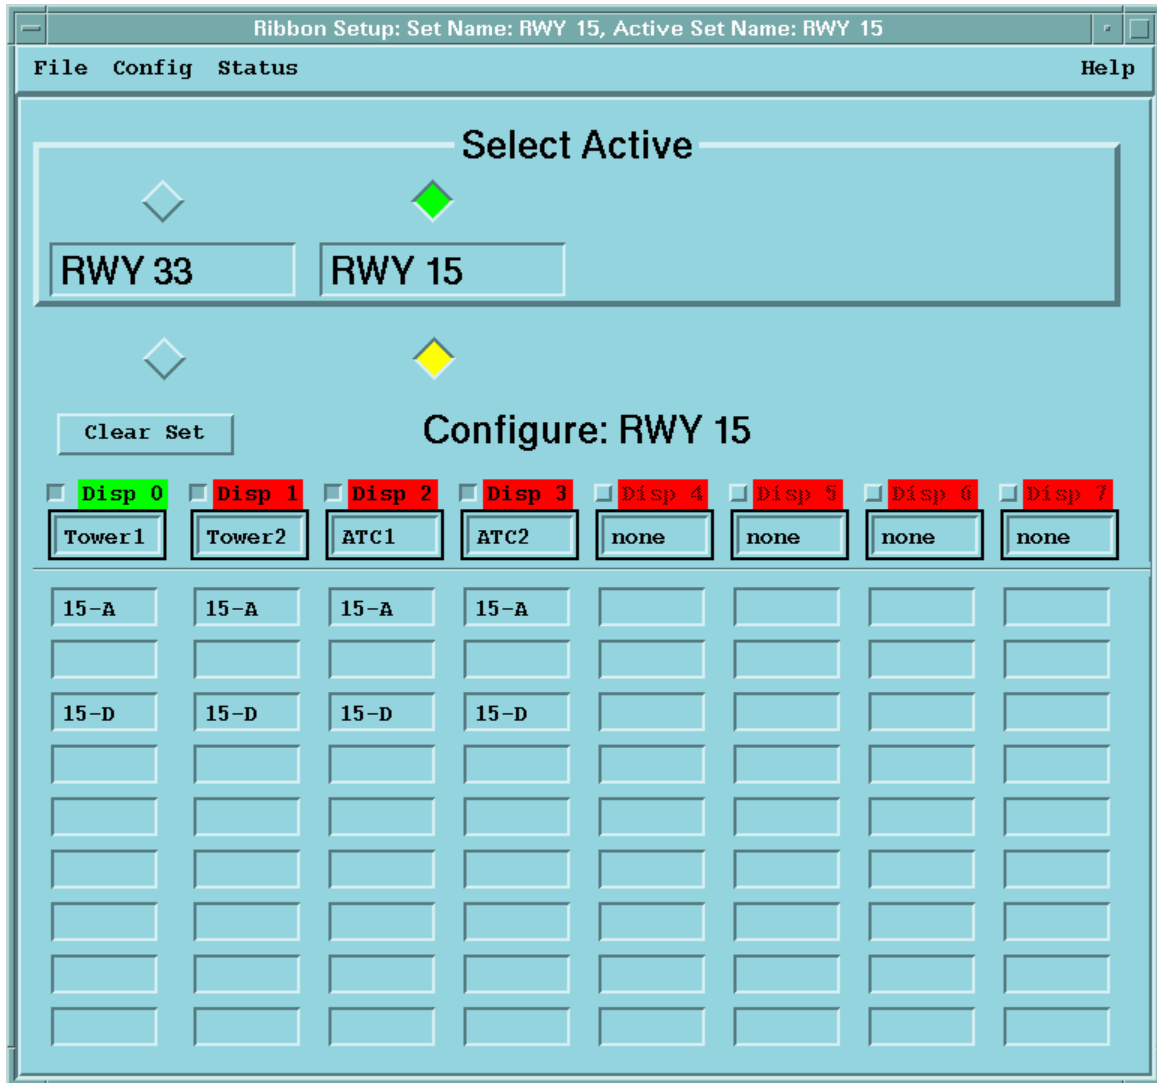 Ribbon Setup: Set Name: RWY 15, Active Set Name: RWY 15
File Config Status Help
Select Active
RWY 33 RWY 15
Clear Set Configure: RWY 15
Disp 0 Disp 1 Disp 2 Disp 3 Disp 4 Disp 5 Disp 6 Disp 7
Tower1 Tower2 ATC1 ATC2 none none none none
15-A 15-A 15-A 15-A
15-D 15-D 15-D 15-D